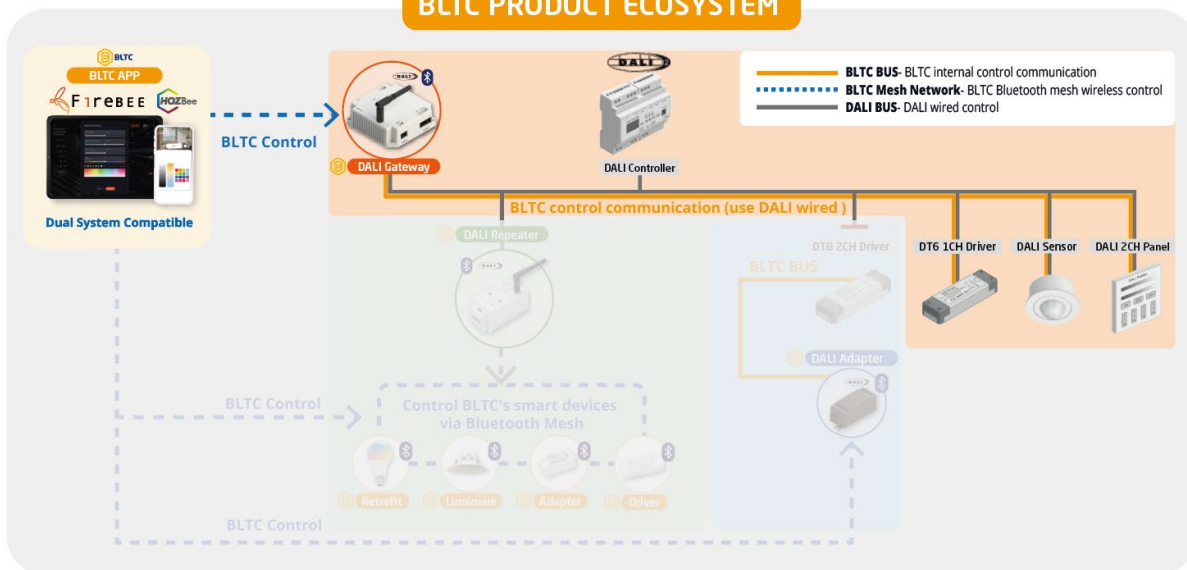 BLTC PRODUCT ECOSYSTEM
BLTC
BLTC APP
FIreBEE HOZBee
Dual System Compatible
BLTC Control
DALI
DALI Gateway
DALI
DALI Controller
BLTC BUS- BLTC internal control communication
BLTC Mesh Network- BLTC Bluetooth mesh wireless control
DALI BUS- DALI wired control
BLTC control communication (use DALI wired )
DALI Repeater
DALI
DT8 2CH Driver
DT6 1CH Driver
DALI Sensor
DALI 2CH Panel
BLTC BUS
DALI Adapter
DALI
BLTC Control
Control BLTC's smart devices
via Bluetooth Mesh
Retrofit
Luminaire
Adapter
Driver
BLTC Control